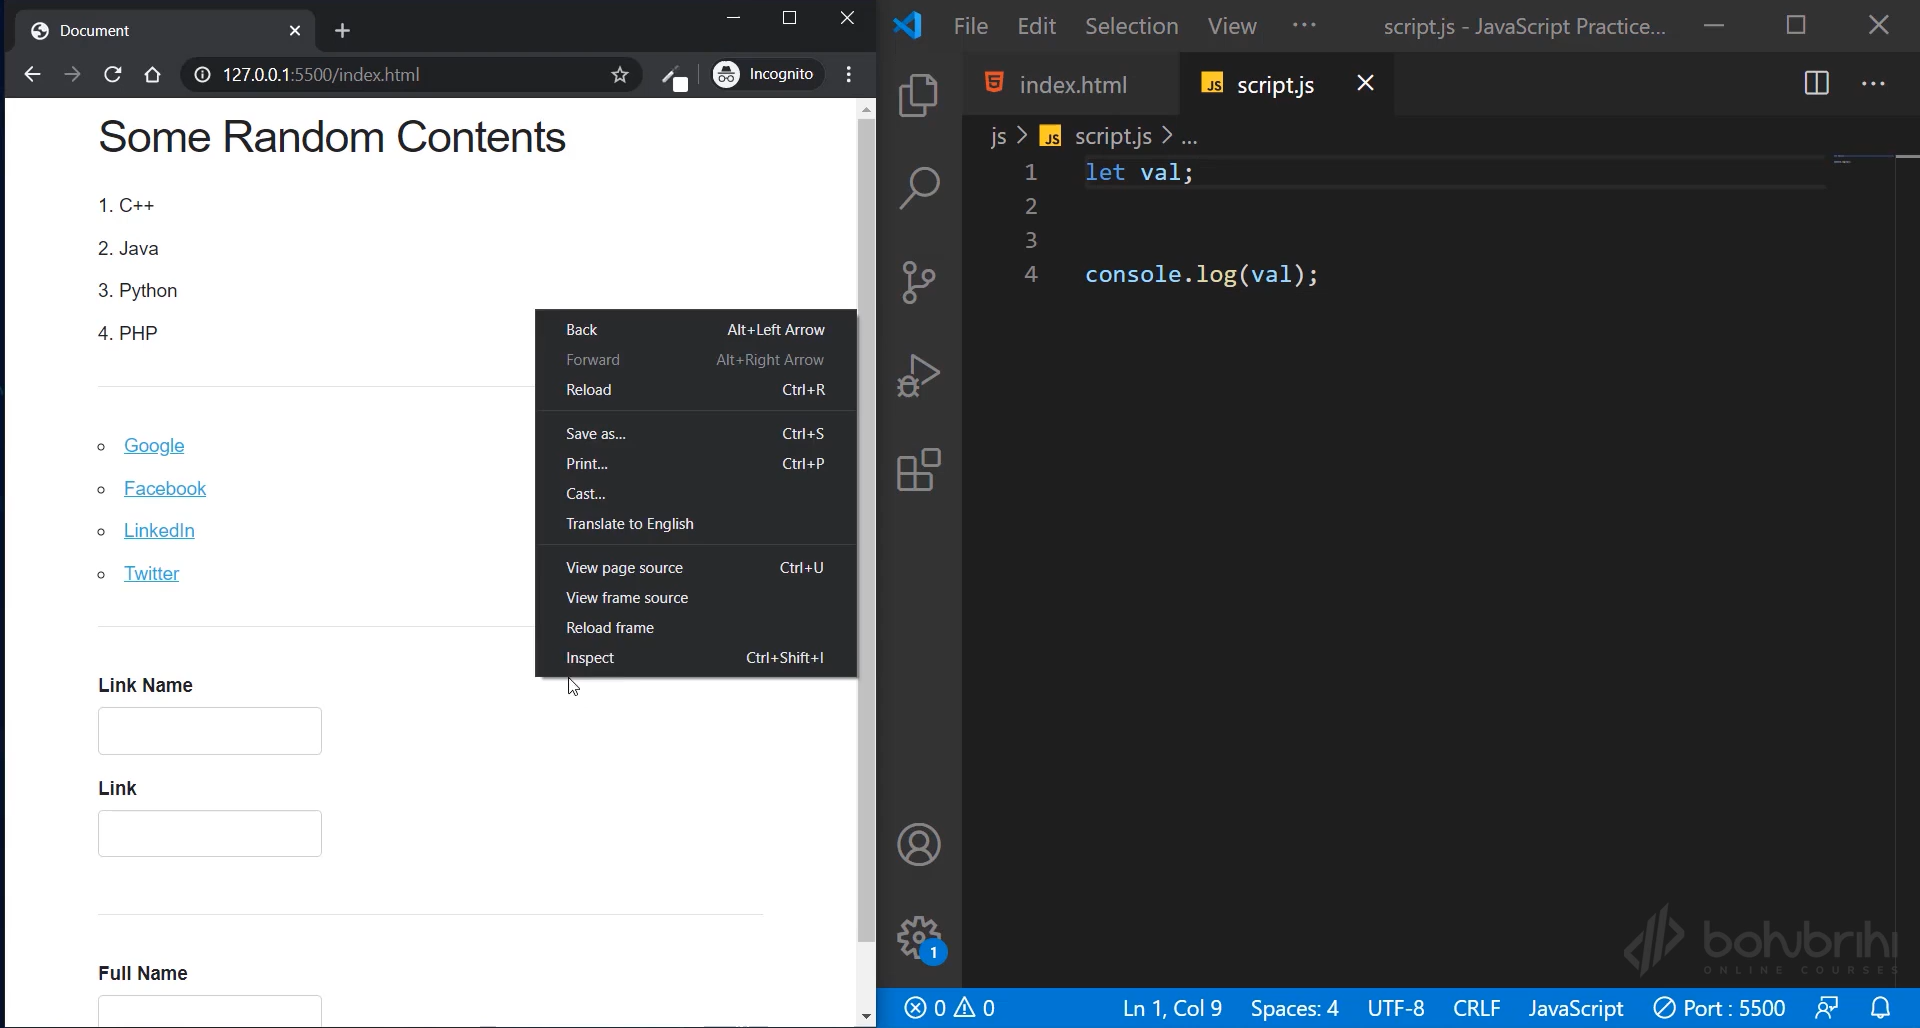 Document
127.0.0.1:5500/index.html
Incognito
Some Random Contents
1. C++
2. Java
3. Python
4. PHP
Google
Facebook
LinkedIn
Twitter
Link Name
Link
Full Name
Back Alt+Left Arrow
Forward Alt+Right Arrow
Reload Ctrl+R
Save as... Ctrl+S
Print... Ctrl+P
Cast...
Translate to English
View page source Ctrl+U
View frame source
Reload frame
Inspect Ctrl+Shift+I
File Edit Selection View ··· script.js - JavaScript Practice...
index.html JS script.js
js > JS script.js > ...
1 let val;
2
3
4 console.log(val);
1
bohubrihi
ONLINE COURSES
0 0 Ln 1, Col 9 Spaces: 4 UTF-8 CRLF JavaScript Port : 5500